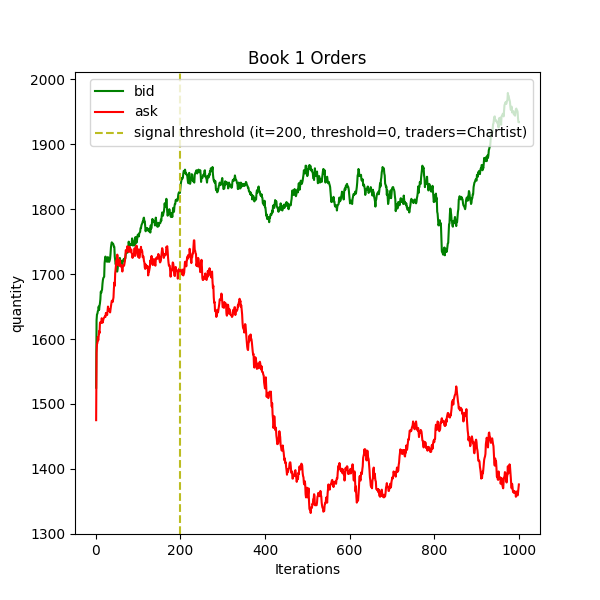 Book 1 Orders
bid
ask
signal threshold (it=200, threshold=0, traders=Chartist)
quantity
2000
1900
1800
1700
1600
1500
1400
1300
0 200 400 600 800 1000
Iterations